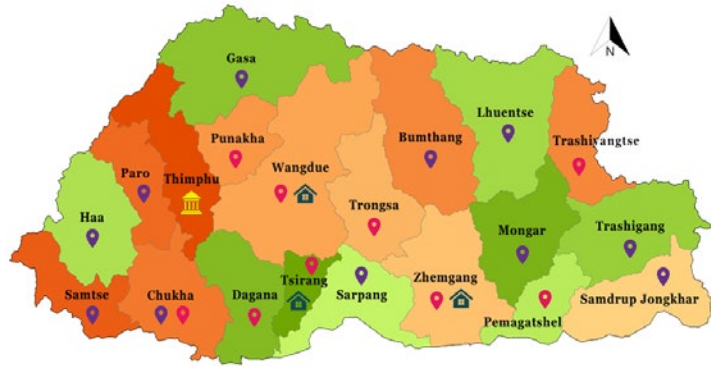 Gasa
N
Lhuentse
Punakha
Bumthang
Trashiyangtse
Paro
Thimphu
Wangdue
Trongsa
Haa
Mongar
Trashigang
Tsirang
Zhemgang
Samtse
Chukha
Dagana
Sarpang
Samdrup Jongkhar
Pemagatshel